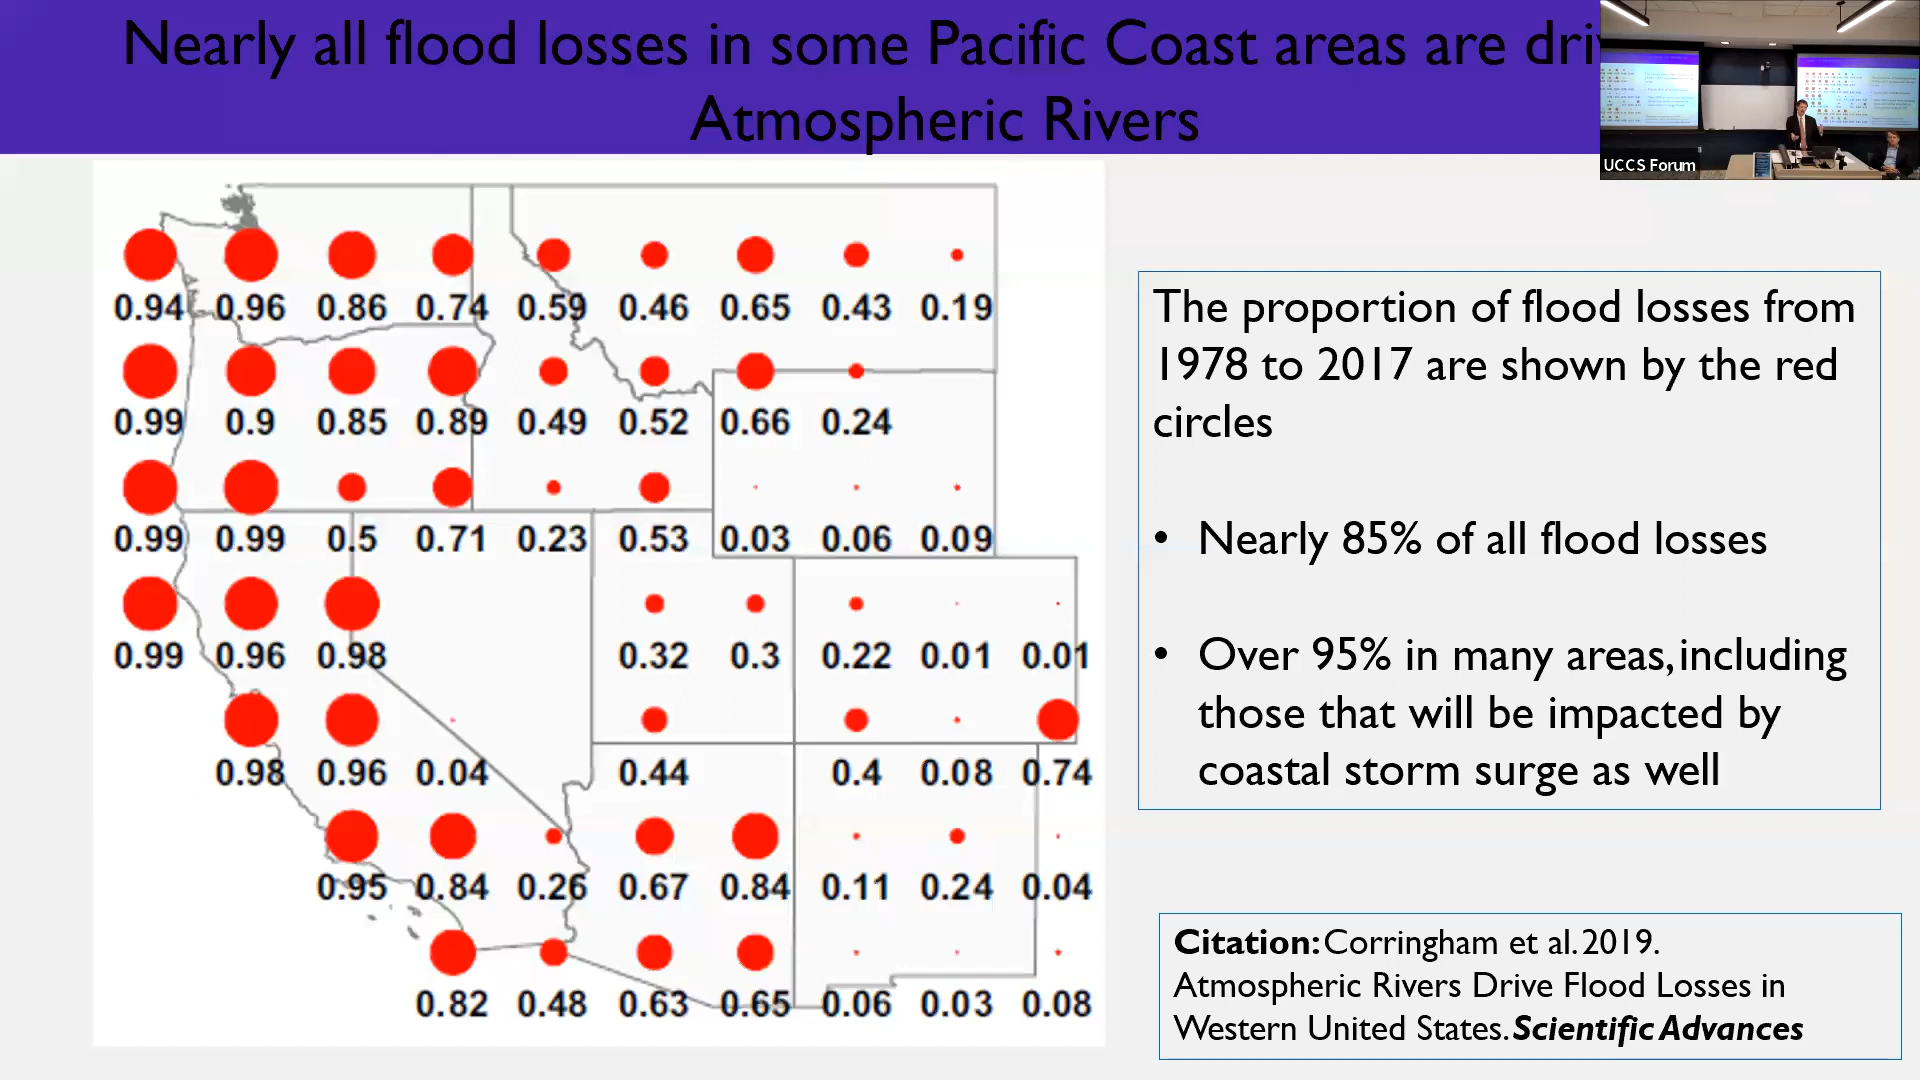 Nearly all flood losses in some Pacific Coast areas are
Atmospheric Rivers
UCCS Forum
0.94 0.96 0.86 0.74 0.59 0.46 0.65 0.43 0.19
0.99 0.9 0.85 0.89 0.49 0.52 0.66 0.24
0.99 0.99 0.5 0.71 0.23 0.53 0.03 0.06 0.09
0.99 0.96 0.98 0.32 0.3 0.22 0.01 0.01
0.98 0.96 0.04 0.44 0.4 0.08 0.74
0.95 0.84 0.26 0.67 0.84 0.11 0.24 0.04
0.82 0.48 0.63 0.65 0.06 0.03 0.08
The proportion of flood losses from
1978 to 2017 are shown by the red
circles
• Nearly 85% of all flood losses
• Over 95% in many areas, including
those that will be impacted by
coastal storm surge as well
Citation: Corringham et al. 2019.
Atmospheric Rivers Drive Flood Losses in
Western United States. Scientific Advances